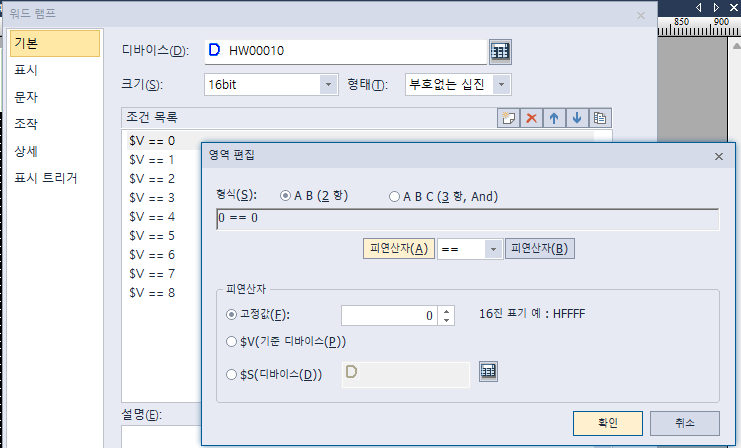 워드 램프
850 900
기본
표시
문자
조작
상세
표시 트리거
디바이스(D): D HW00010
크기(S): 16bit 형태(T): 부호없는 십진
조건 목록
$V == 0
$V == 1
$V == 2
$V == 3
$V == 4
$V == 5
$V == 6
$V == 7
$V == 8
설명(E):
영역 편집
형식(S): A B (2 항) A B C (3 항, And)
0 == 0
피연산자(A) == 피연산자(B)
피연산자
고정값(F): 0 16진 표기 예 : HFFFF
$V(기준 디바이스(P))
$S(디바이스(D)) D
확인 취소